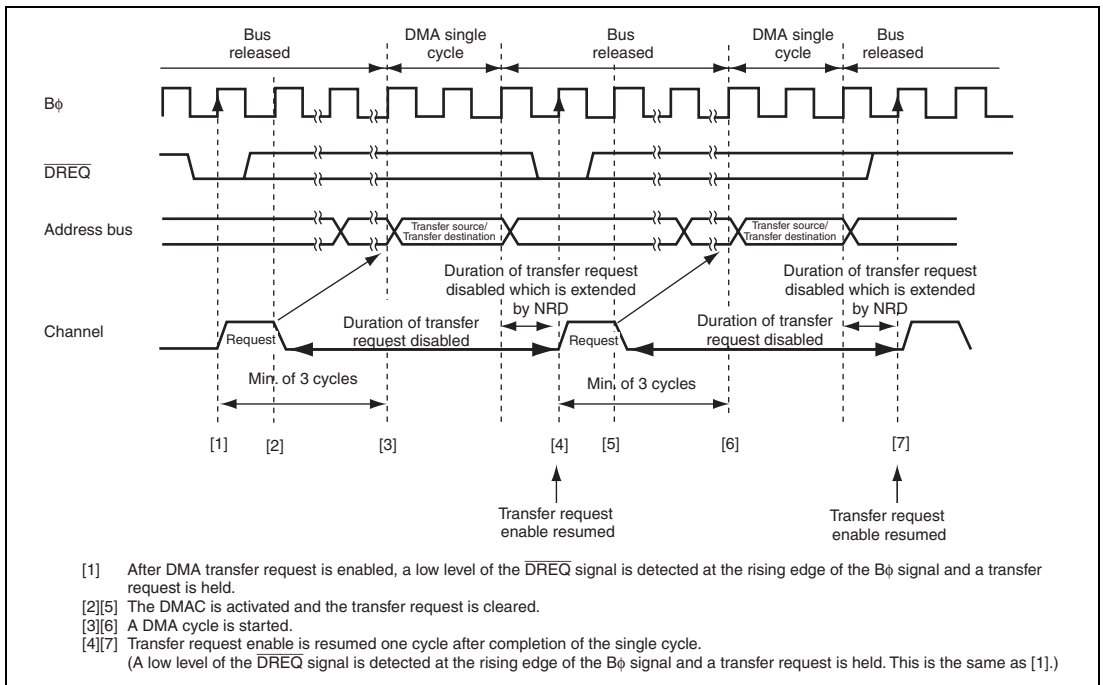 Bus released
DMA single cycle
Bus released
DMA single cycle
Bus released
Bφ
DREQ
Address bus
Transfer source/ Transfer destination
Transfer source/ Transfer destination
Duration of transfer request disabled which is extended by NRD
Duration of transfer request disabled which is extended by NRD
Channel
Request
Duration of transfer request disabled
Request
Duration of transfer request disabled
Min. of 3 cycles
Min. of 3 cycles
[1]
[2]
[3]
[4]
[5]
[6]
[7]
Transfer request enable resumed
Transfer request enable resumed
[1] After DMA transfer request is enabled, a low level of the DREQ signal is detected at the rising edge of the Bφ signal and a transfer
request is held.
[2][5] The DMAC is activated and the transfer request is cleared.
[3][6] A DMA cycle is started.
[4][7] Transfer request enable is resumed one cycle after completion of the single cycle.
(A low level of the DREQ signal is detected at the rising edge of the Bφ signal and a transfer request is held. This is the same as [1].)